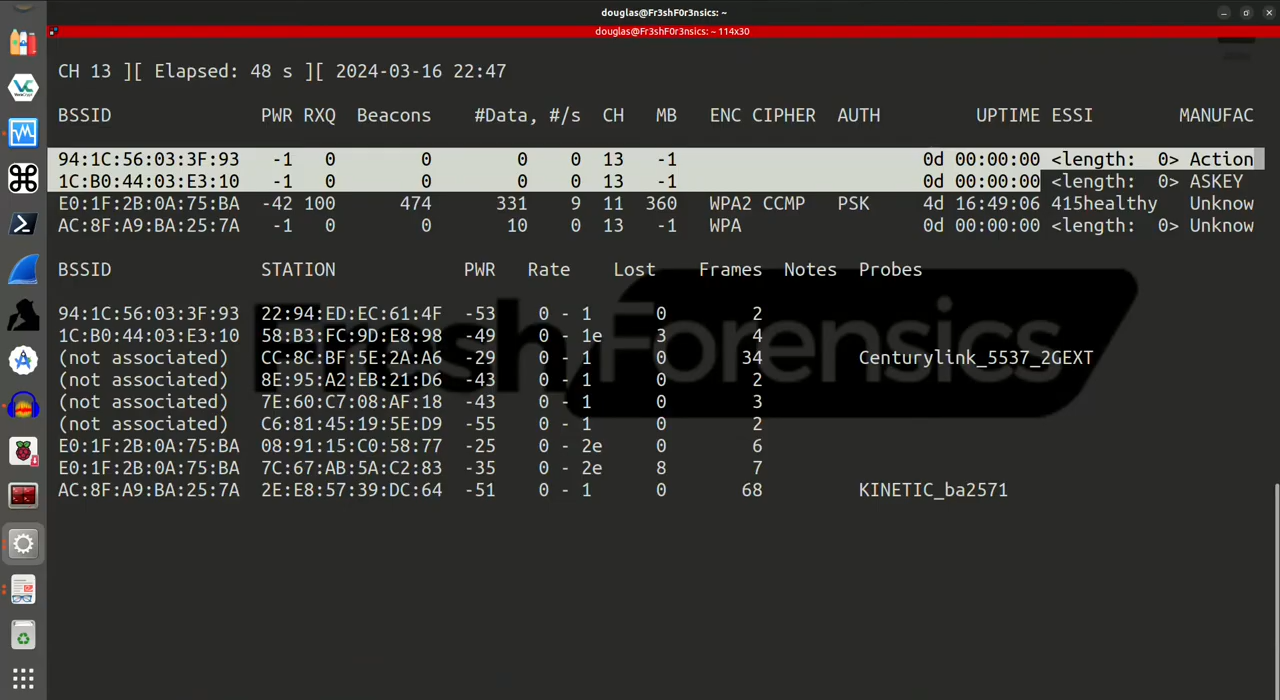 douglas@Fr3shF0r3nsics: ~
douglas@Fr3shF0r3nsics: ~ 114x30
CH 13 ][ Elapsed: 48 s ][ 2024-03-16 22:47
BSSID PWR RXQ Beacons #Data, #/s CH MB ENC CIPHER AUTH UPTIME ESSI MANUFAC
94:1C:56:03:3F:93 -1 0 0 0 0 13 -1 0d 00:00:00 <length: 0> Action
1C:B0:44:03:E3:10 -1 0 0 0 0 13 -1 0d 00:00:00 <length: 0> ASKEY
E0:1F:2B:0A:75:BA -42 100 474 331 9 11 360 WPA2 CCMP PSK 4d 16:49:06 415healthy Unknow
AC:8F:A9:BA:25:7A -1 0 0 10 0 13 -1 WPA 0d 00:00:00 <length: 0> Unknow
BSSID STATION PWR Rate Lost Frames Notes Probes
94:1C:56:03:3F:93 22:94:ED:EC:61:4F -53 0 - 1 0 2
1C:B0:44:03:E3:10 58:B3:FC:9D:E8:98 -49 0 - 1e 3 4
(not associated) CC:8C:BF:5E:2A:A6 -29 0 - 1 0 34 Centurylink_5537_2GEXT
(not associated) 8E:95:A2:EB:21:D6 -43 0 - 1 0 2
(not associated) 7E:60:C7:08:AF:18 -43 0 - 1 0 3
(not associated) C6:81:45:19:5E:D9 -55 0 - 1 0 2
E0:1F:2B:0A:75:BA 08:91:15:C0:58:77 -25 0 - 2e 0 6
E0:1F:2B:0A:75:BA 7C:67:AB:5A:C2:83 -35 0 - 2e 8 7
AC:8F:A9:BA:25:7A 2E:E8:57:39:DC:64 -51 0 - 1 0 68 KINETIC_ba2571
Fresh Forensics